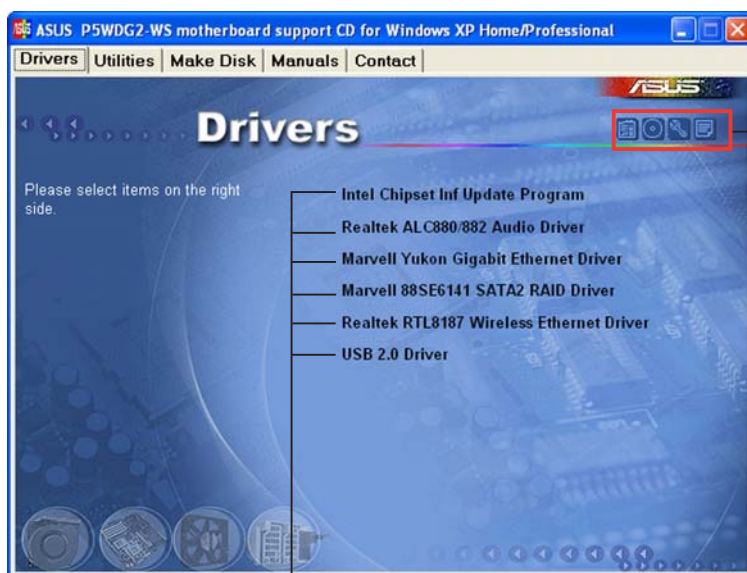 ASUS P5WDG2-WS motherboard support CD for Windows XP Home/Professional
Drivers Utilities Make Disk Manuals Contact
ASUS
Drivers
Please select items on the right
side.
Intel Chipset Inf Update Program
Realtek ALC880/882 Audio Driver
Marvell Yukon Gigabit Ethernet Driver
Marvell 88SE6141 SATA2 RAID Driver
Realtek RTL8187 Wireless Ethernet Driver
USB 2.0 Driver